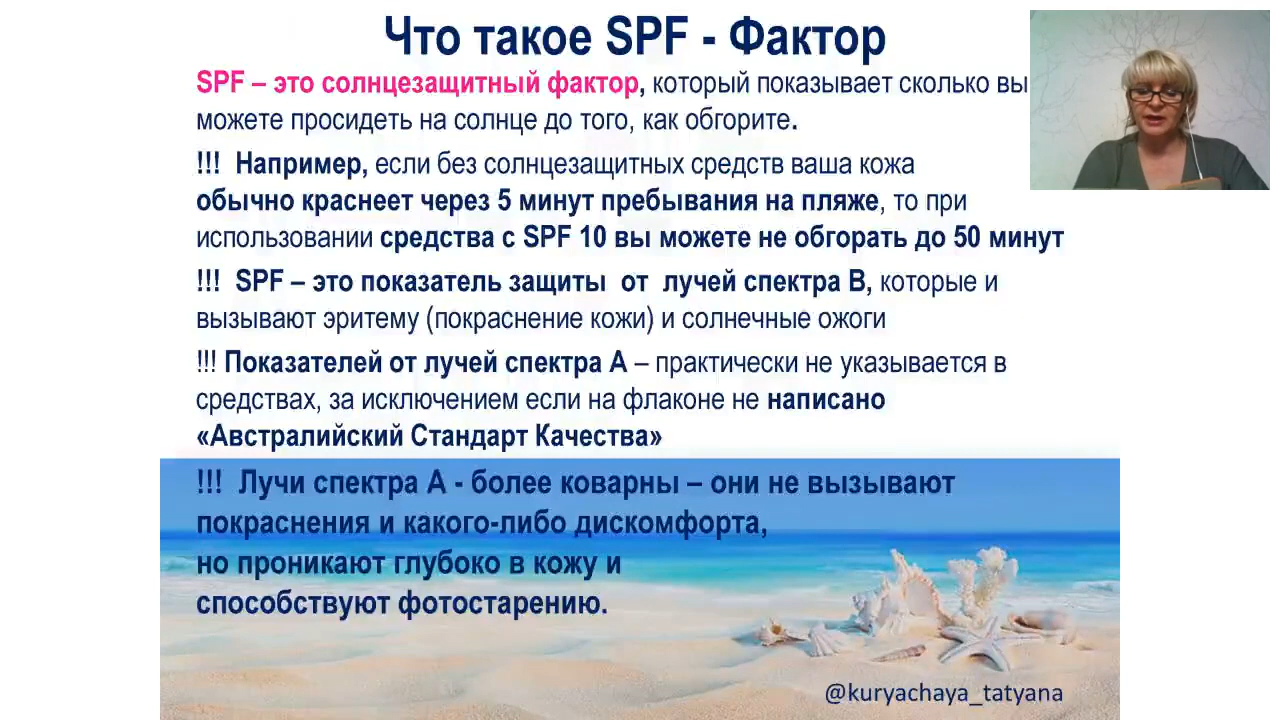 Что такое SPF - Фактор
SPF – это солнцезащитный фактор, который показывает сколько вы
можете просидеть на солнце до того, как обгорите.
!!! Например, если без солнцезащитных средств ваша кожа
обычно краснеет через 5 минут пребывания на пляже, то при
использовании средства с SPF 10 вы можете не обгорать до 50 минут
!!! SPF – это показатель защиты от лучей спектра В, которые и
вызывают эритему (покраснение кожи) и солнечные ожоги
!!! Показателей от лучей спектра А – практически не указывается в
средствах, за исключением если на флаконе не написано
«Австралийский Стандарт Качества»
!!! Лучи спектра А - более коварны – они не вызывают
покраснения и какого-либо дискомфорта,
но проникают глубоко в кожу и
способствуют фотостарению.
@kuryachaya_tatyana